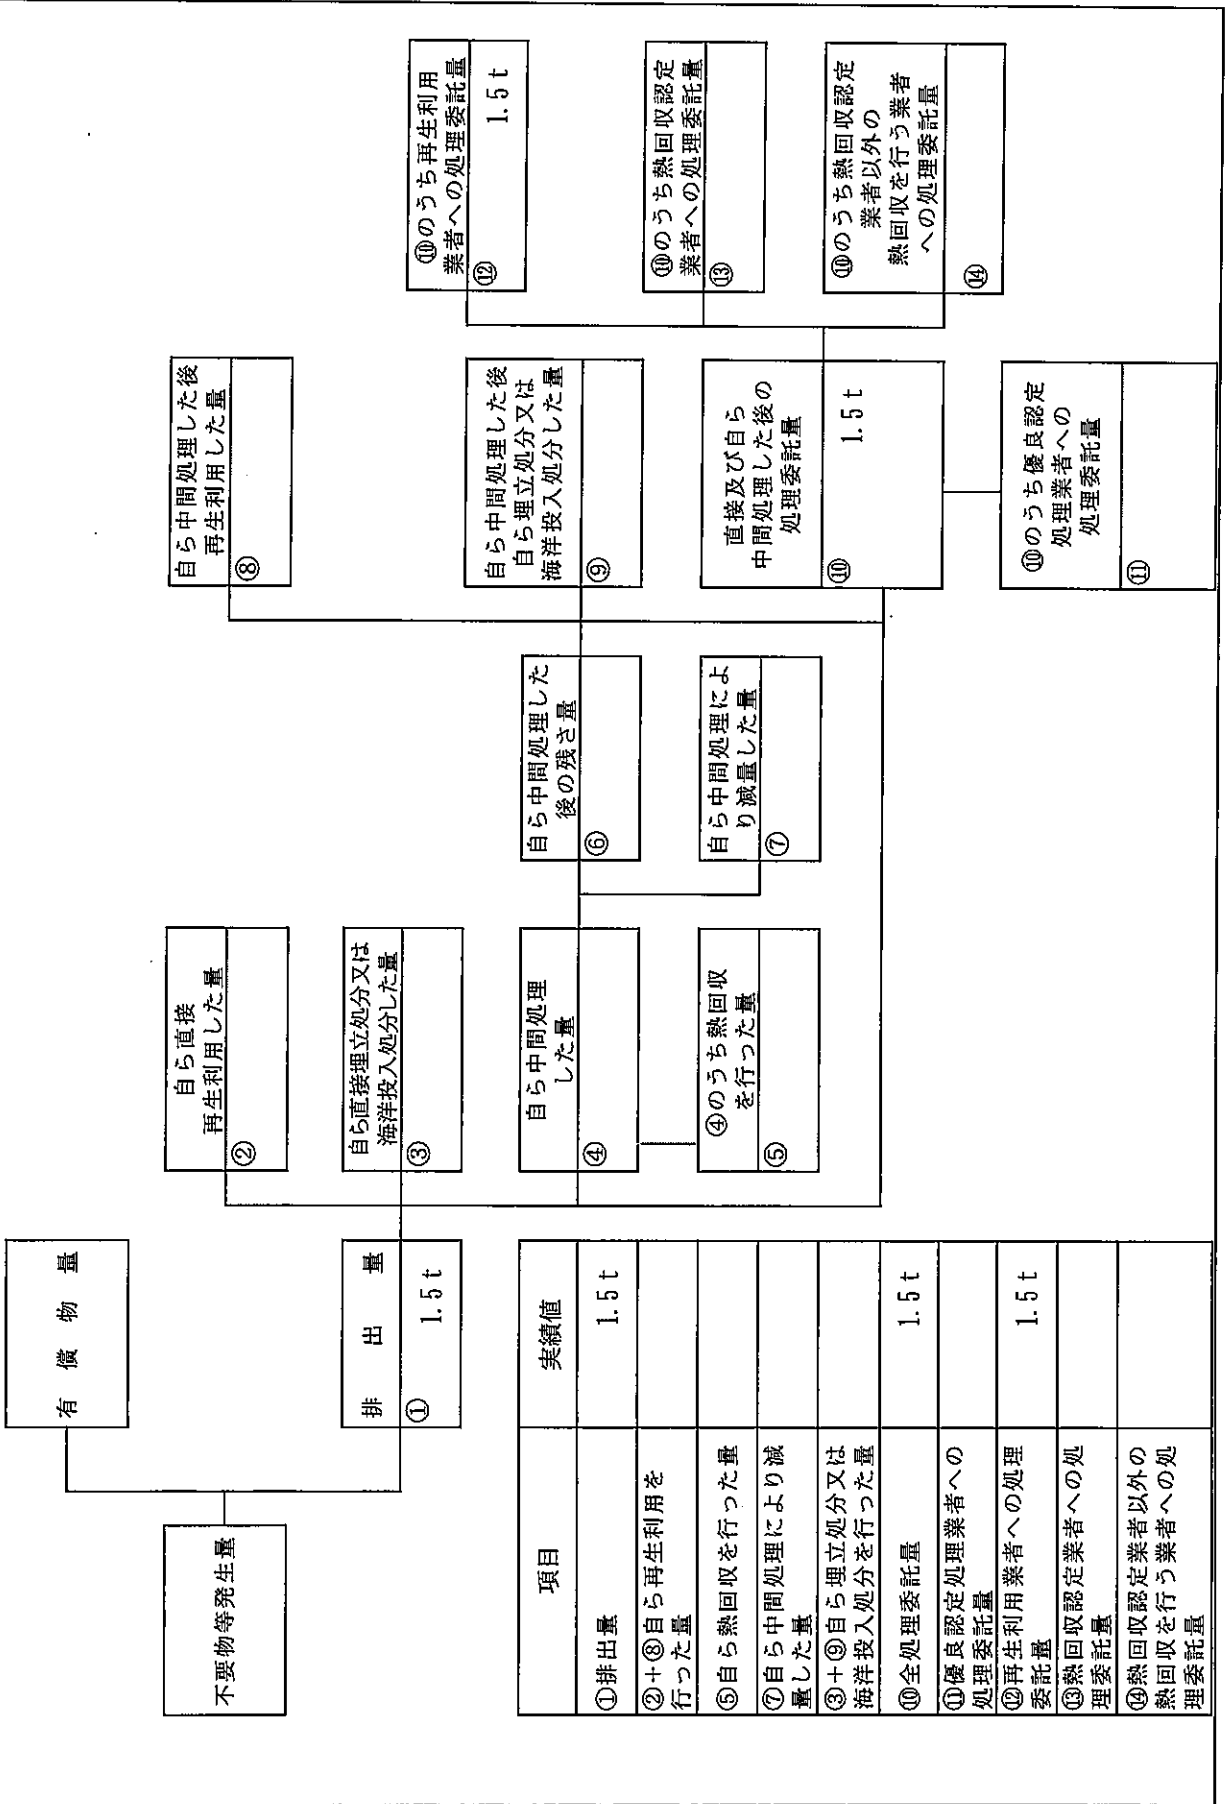 不要物等発生量
有償物量
排出量
① 1.5t
自ら直接
再生利用した量
②
自ら直接埋立処分又は
海洋投入処分した量
③
自ら中間処理
した量
④
④のうち熱回収
を行った量
⑤
自ら中間処理した
後の残さ量
⑥
自ら中間処理によ
り減量した量
⑦
自ら中間処理した後
再生利用した量
⑧
自ら中間処理した後
自ら埋立処分又は
海洋投入処分した量
⑨
直接及び自ら
中間処理した後の
処理委託量
⑩ 1.5t
⑩のうち優良認定
処理業者への
処理委託量
⑪
⑩のうち再生利用
業者への処理委託量
⑫ 1.5t
⑩のうち熱回収認定
業者への処理委託量
⑬
⑩のうち熱回収認定
業者以外の
熱回収を行う業者
への処理委託量
⑭
項目 実績値
①排出量 1.5t
②+⑧自ら再生利用を
行った量
⑤自ら熱回収を行った量
⑦自ら中間処理により減
量した量
③+⑨自ら埋立処分又は
海洋投入処分を行った量
⑩全処理委託量 1.5t
⑪優良認定処理業者への
処理委託量
⑫再生利用業者への処理
委託量 1.5t
⑬熱回収認定業者への処
理委託量
⑭熱回収認定業者以外の
熱回収を行う業者への処
理委託量